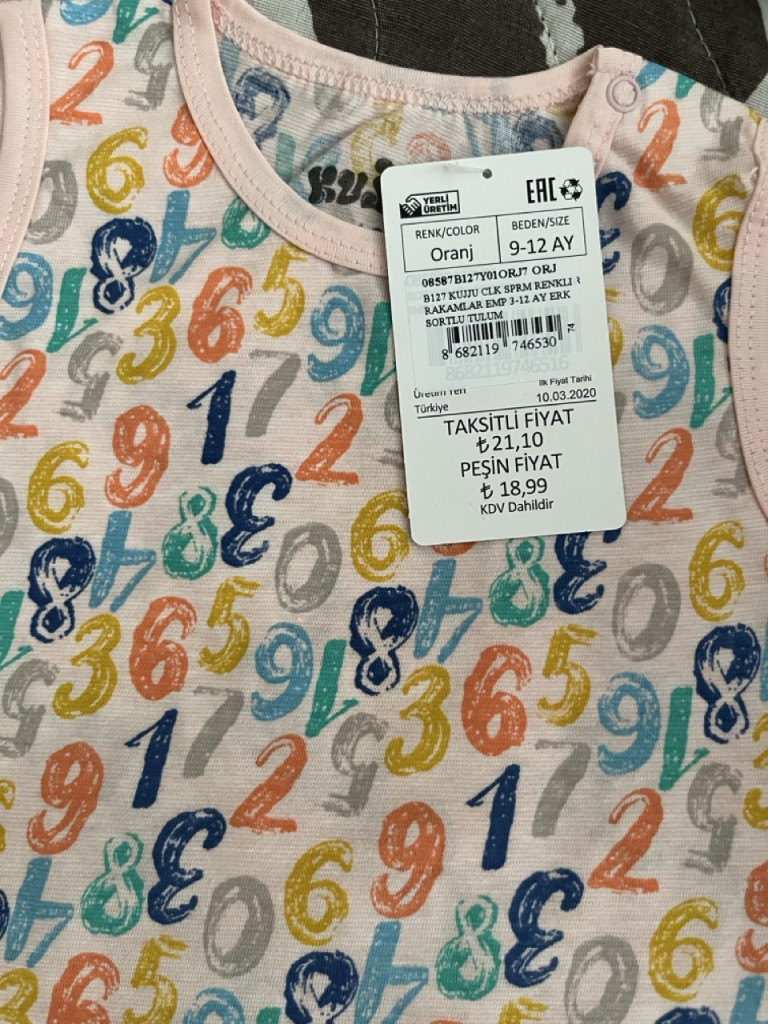 YERLİ
ÜRETİM
EAC
RENK/COLOR
Oranj
BEDEN/SIZE
9-12 AY
08587B127Y01ORJ7 ORJ
B127 KUJJU CLK SPRM RENKLI R
RAKAMLAR EMP 3-12 AY ERK
SORTLU TULUM
8 682119 746530
74
8682119746516
Üretim Yeri
Türkiye
İlk Fiyat Tarihi
10.03.2020
TAKSİTLİ FİYAT
₺21,10
PEŞİN FİYAT
₺ 18,99
KDV Dahildir